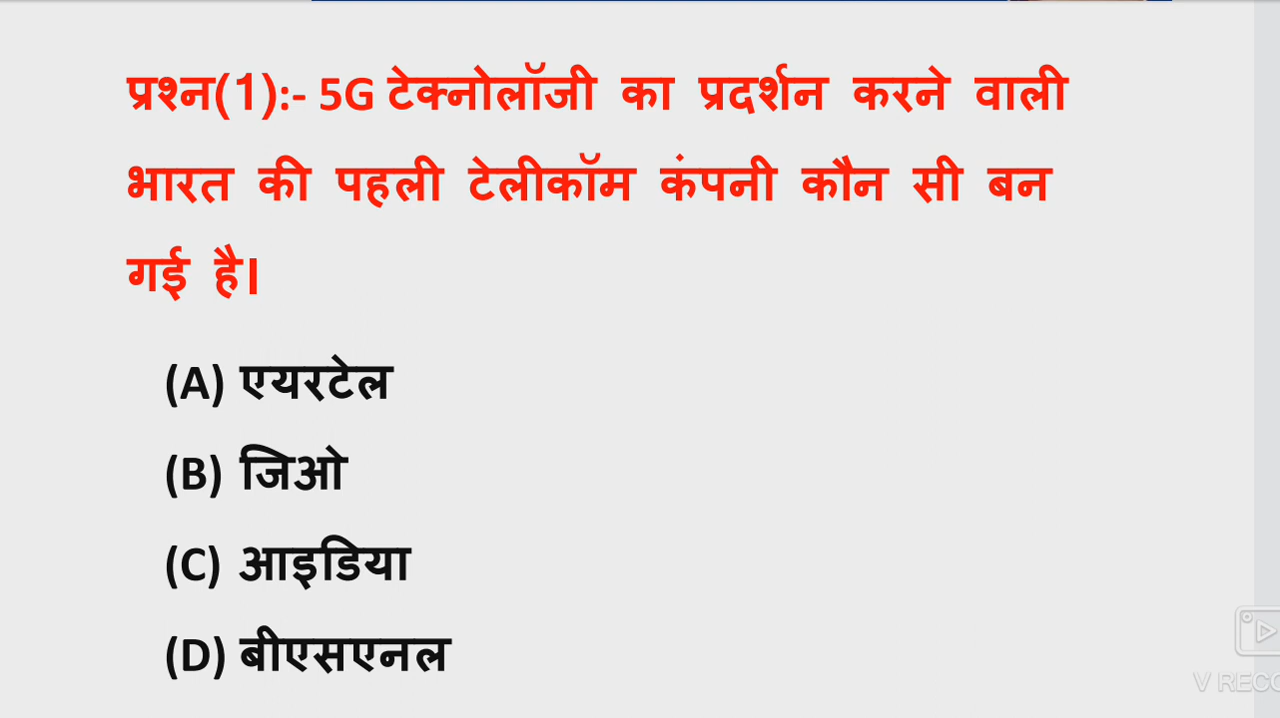 प्रश्न(1):- 5G टेक्नोलॉजी का प्रदर्शन करने वाली
भारत की पहली टेलीकॉम कंपनी कौन सी बन
गई है।
(A) एयरटेल
(B) जिओ
(C) आइडिया
(D) बीएसएनल